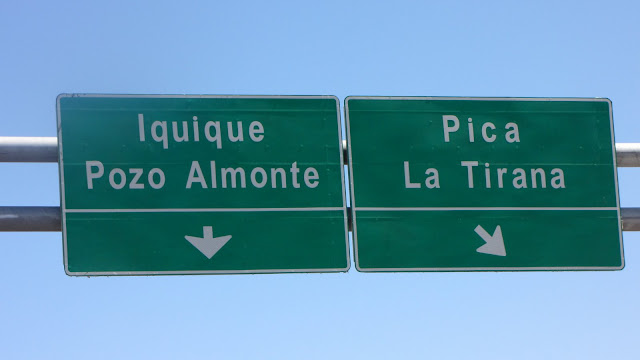 Iquique
Pozo Almonte
Pica
La Tirana